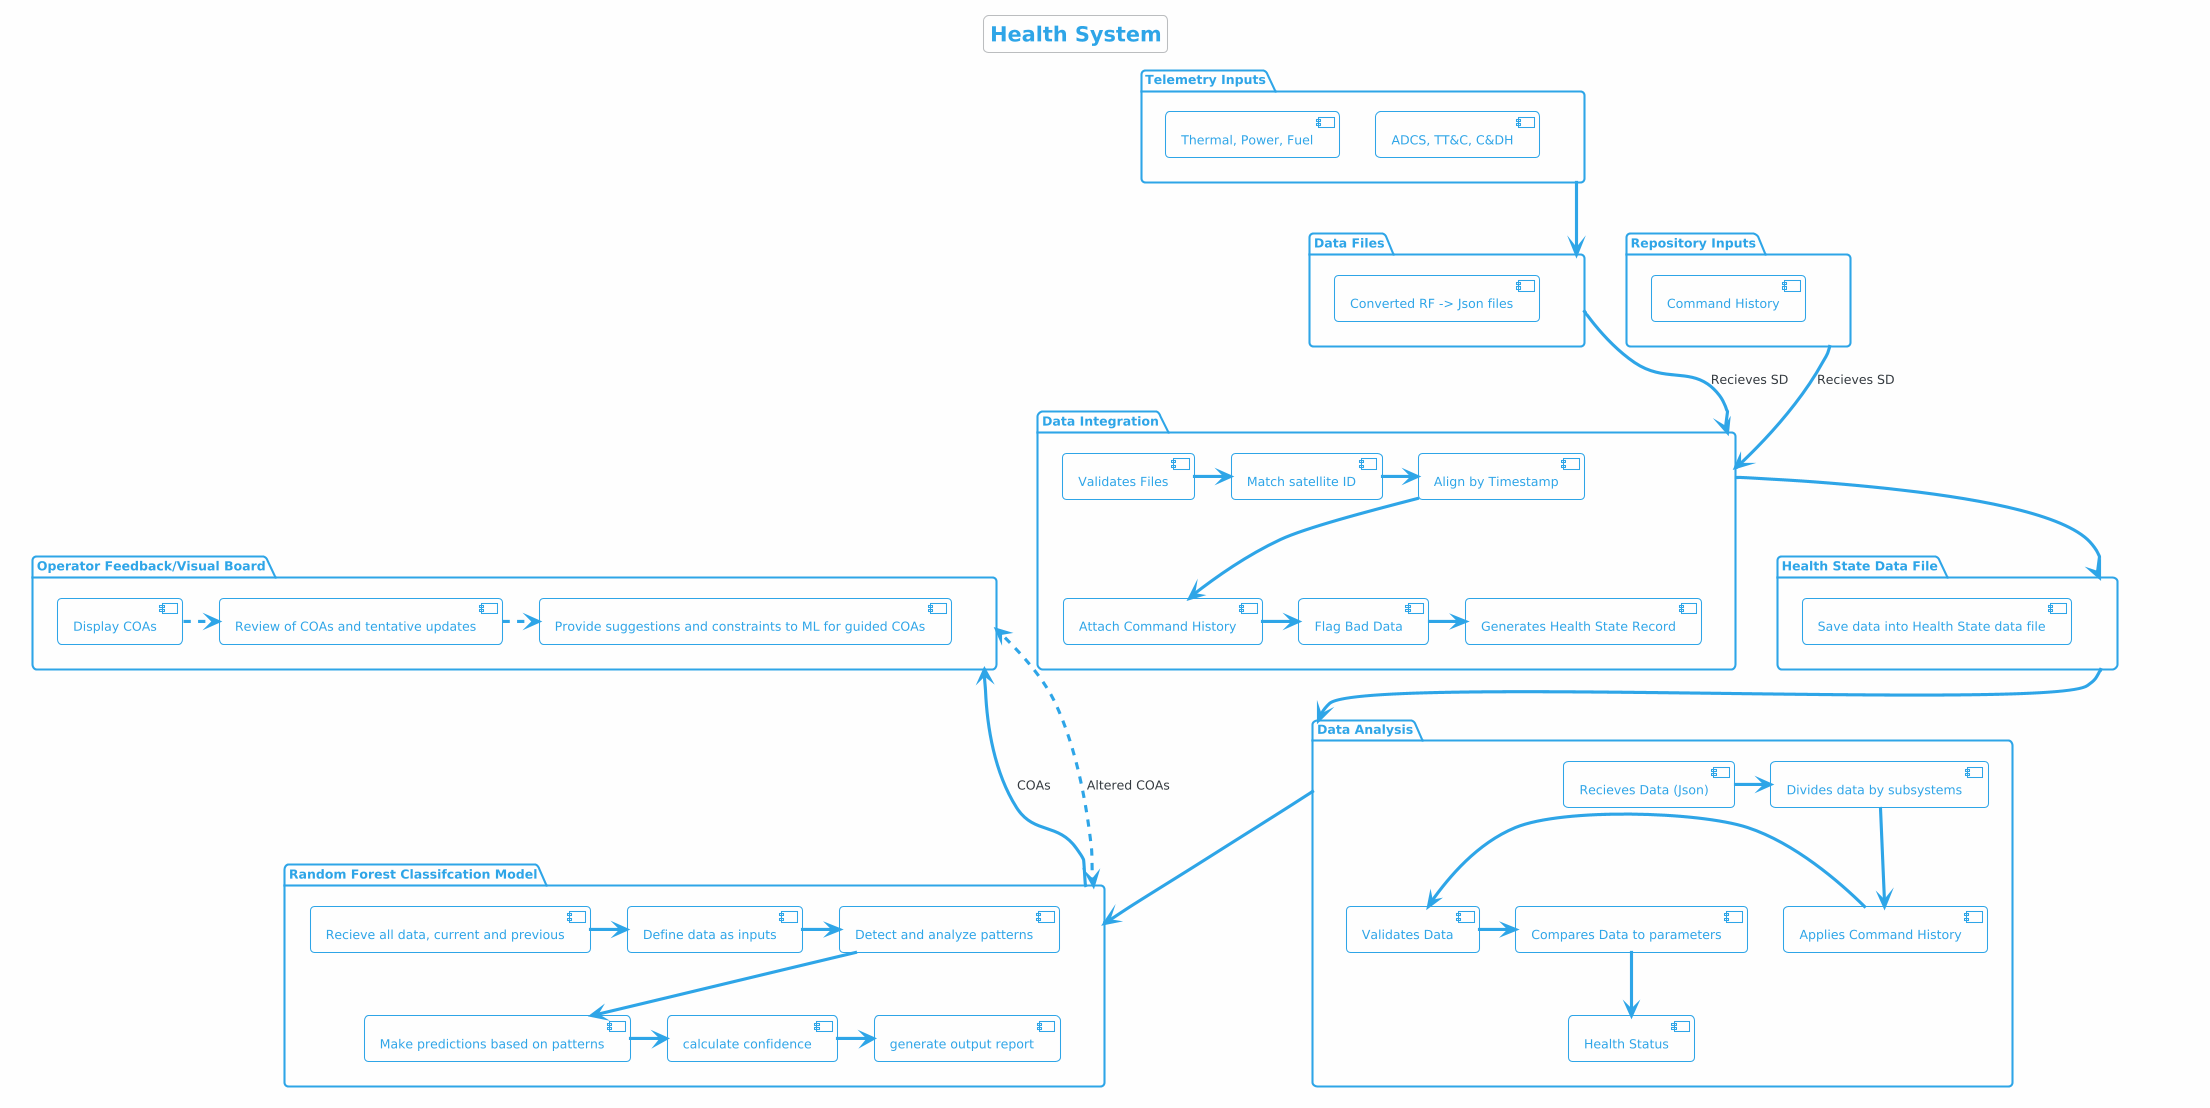 Health System
Telemetry Inputs
Thermal, Power, Fuel
ADCS, TT&C, C&DH
Data Files
Converted RF -> Json files
Repository Inputs
Command History
Recieves SD
Recieves SD
Data Integration
Validates Files
Match satellite ID
Align by Timestamp
Attach Command History
Flag Bad Data
Generates Health State Record
Operator Feedback/Visual Board
Display COAs
Review of COAs and tentative updates
Provide suggestions and constraints to ML for guided COAs
Health State Data File
Save data into Health State data file
COAs
Altered COAs
Data Analysis
Recieves Data (Json)
Divides data by subsystems
Validates Data
Compares Data to parameters
Applies Command History
Health Status
Random Forest Classifcation Model
Recieve all data, current and previous
Define data as inputs
Detect and analyze patterns
Make predictions based on patterns
calculate confidence
generate output report